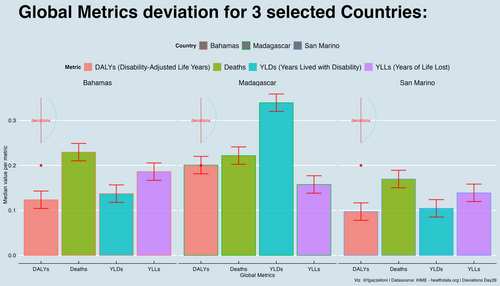 Global Metrics deviation for 3 selected Countries:
Country Bahamas Madagascar San Marino
Metric DALYs (Disability-Adjusted Life Years) Deaths YLDs (Years Lived with Disability) YLLs (Years of Life Lost)
Bahamas Madagascar San Marino
Median value per metric
0.3
0.2
0.1
0.0
deviations deviations deviations
DALYs Deaths YLDs YLLs DALYs Deaths YLDs YLLs DALYs Deaths YLDs YLLs
Global Metrics
Viz. @fgazzelloni I Datasource: IHME - healthdata.org I Deviations Day29